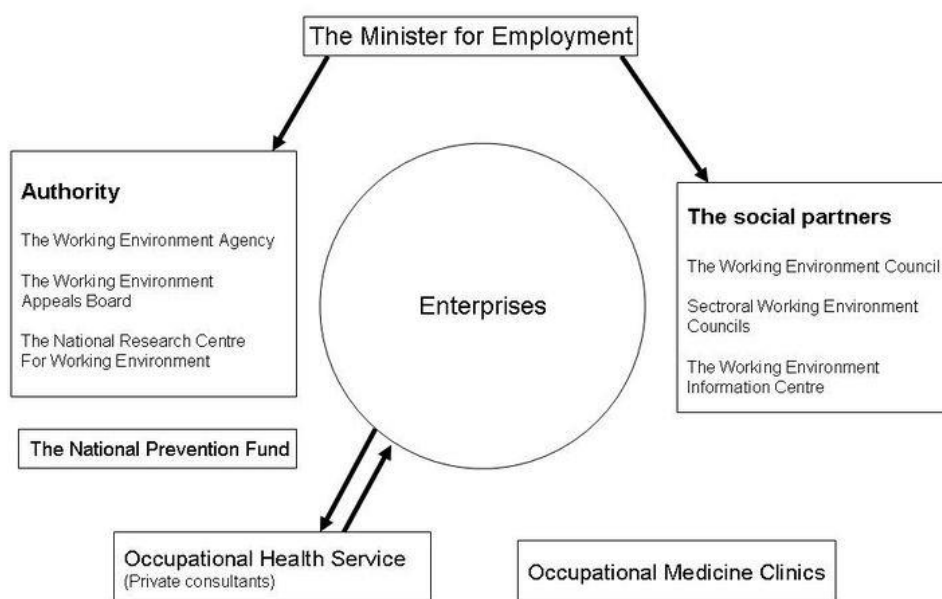 The Minister for Employment
Authority
The Working Environment Agency
The Working Environment
Appeals Board
The National Research Centre
For Working Environment
The social partners
The Working Environment Council
Sectroral Working Environment
Councils
The Working Environment
Information Centre
Enterprises
The National Prevention Fund
Occupational Health Service
(Private consultants)
Occupational Medicine Clinics